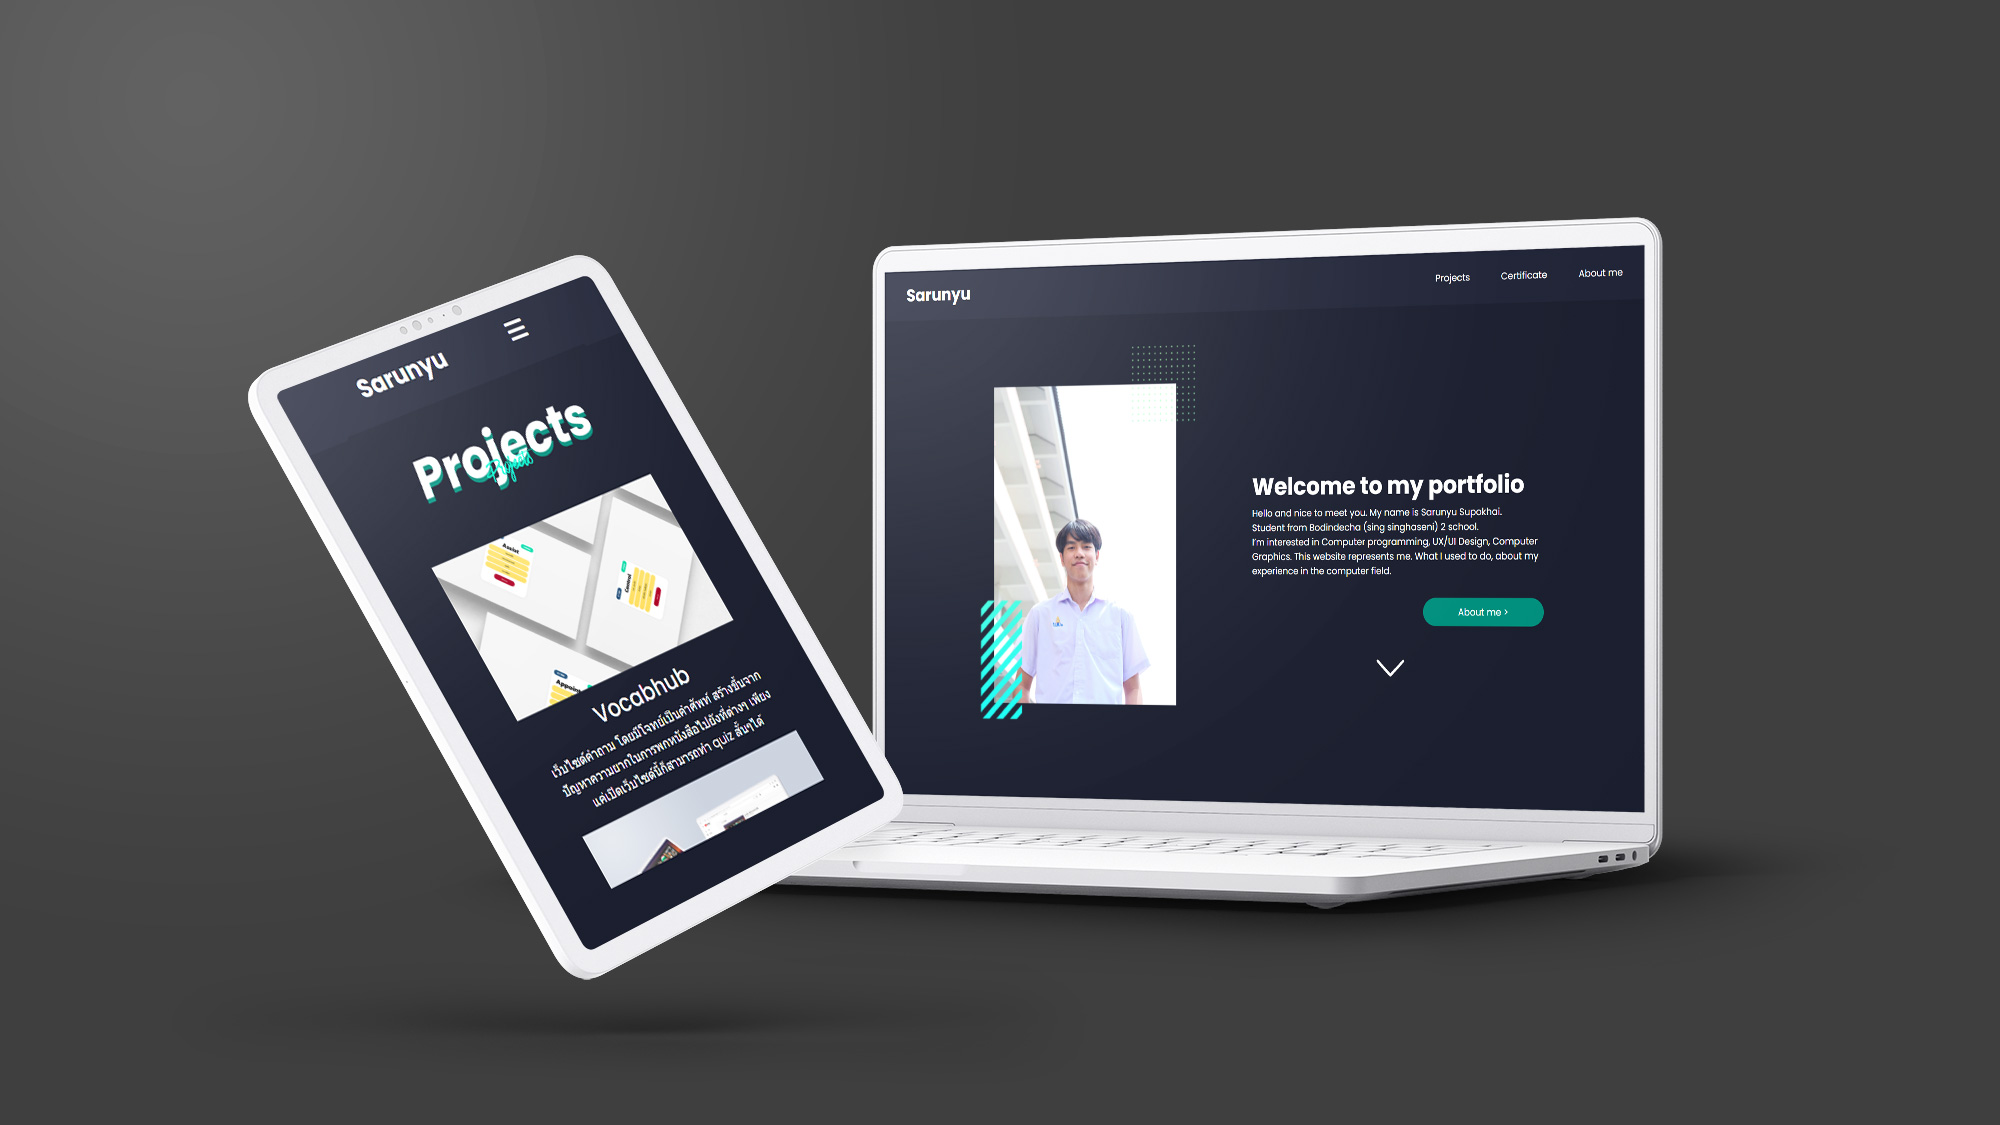 Sarunyu
Projects
Projects
Assist
Control
Appoint
Vocabhub
เว็บไซต์คำถาม โดยมีโจทย์เป็นคำศัพท์ สร้างขึ้นจาก
ปัญหาความยากในการพกหนังสือไปยังที่ต่างๆ เพียง
แค่เปิดเว็บไซต์นี้ก็สามารถทำ quiz สั้นๆได้
Sarunyu
Projects
Certificate
About me
Welcome to my portfolio
Hello and nice to meet you. My name is Sarunyu Supokhai.
Student from Bodindecha (sing singhaseni) 2 school.
I'm interested in Computer programming, UX/UI Design, Computer
Graphics. This website represents me. What I used to do, about my
experience in the computer field.
About me >